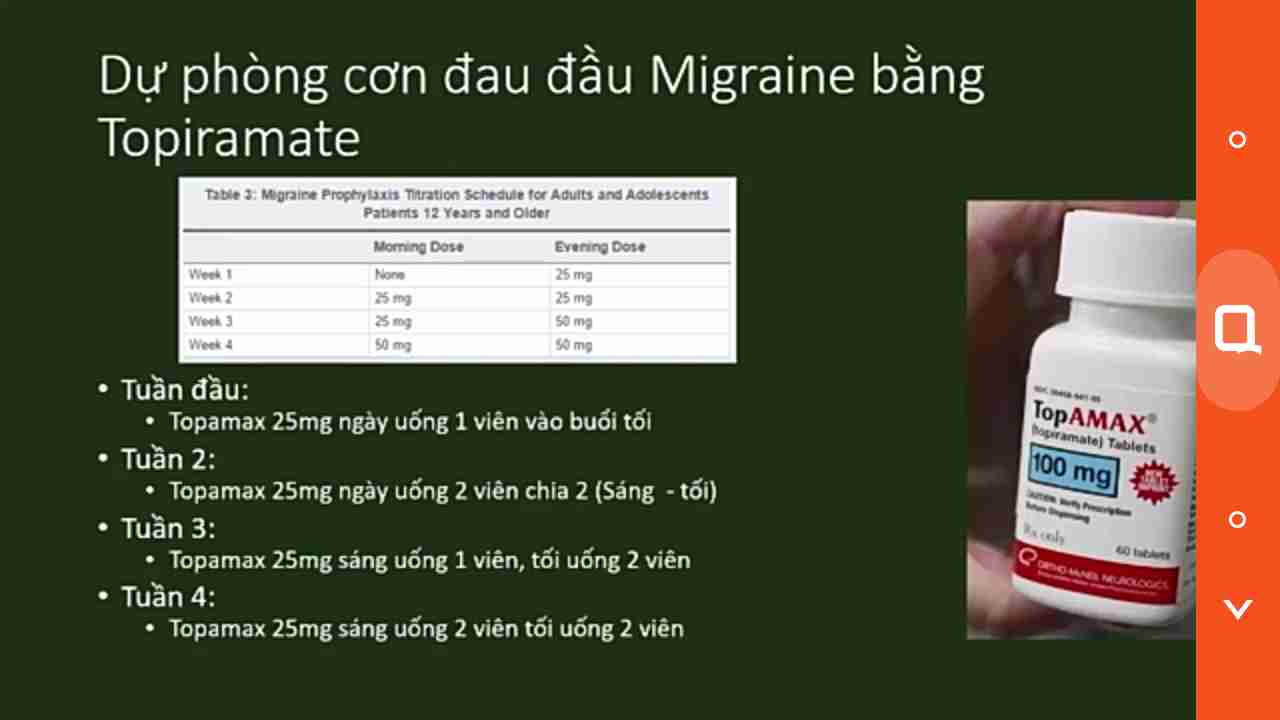 Dự phòng cơn đau đầu Migraine bằng
Topiramate
Table 3: Migraine Prophylaxis Titration Schedule for Adults and Adolescents
Patients 12 Years and Older
Morning Dose Evening Dose
Week 1 None 25 mg
Week 2 25 mg 25 mg
Week 3 25 mg 50 mg
Week 4 50 mg 50 mg
• Tuần đầu:
• Topamax 25mg ngày uống 1 viên vào buổi tối
• Tuần 2:
• Topamax 25mg ngày uống 2 viên chia 2 (Sáng - tối)
• Tuần 3:
• Topamax 25mg sáng uống 1 viên, tối uống 2 viên
• Tuần 4:
• Topamax 25mg sáng uống 2 viên tối uống 2 viên
TopAMAX®
(topiramate) Tablets
100 mg
CAUTION: Verify Prescription
Before Dispensing
Rx only
60 tablets
ORTHO-McNEIL NEUROLOGICS